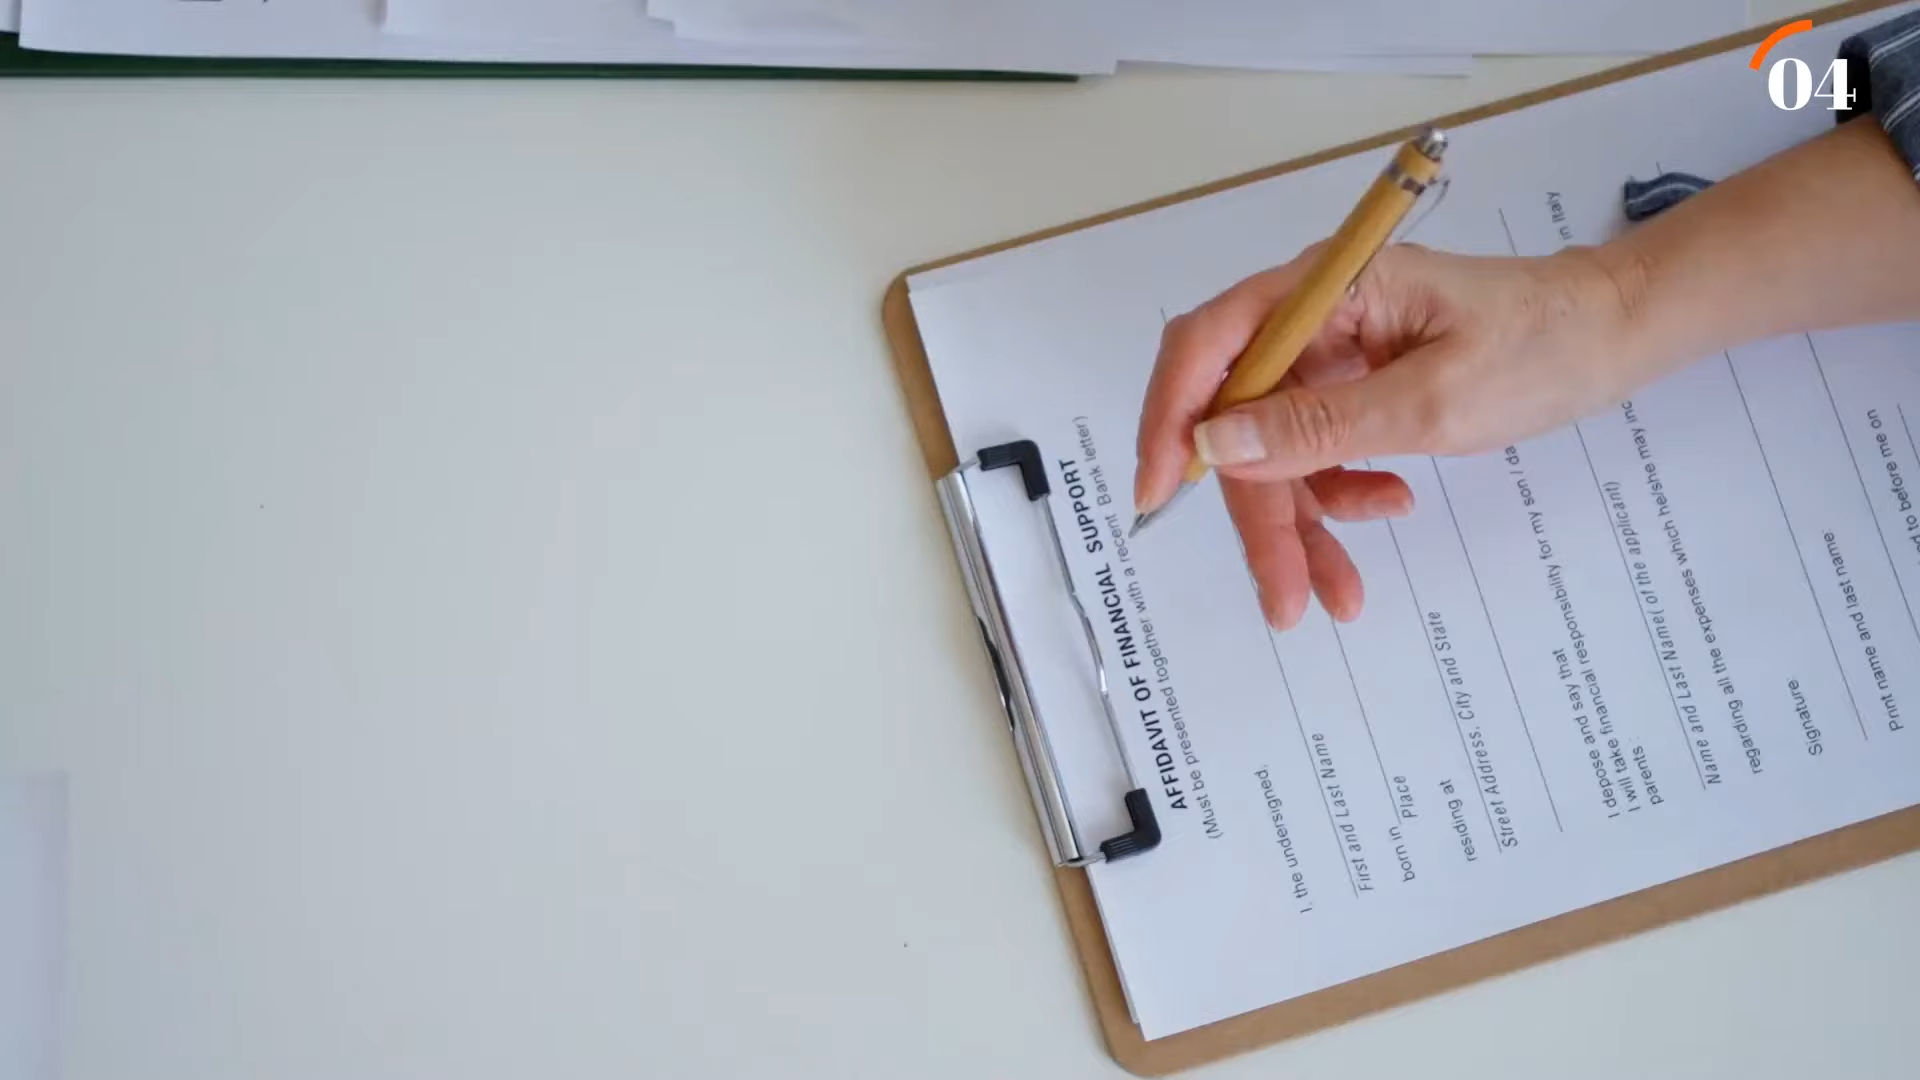 04
AFFIDAVIT OF FINANCIAL SUPPORT
(Must be presented together with a recent Bank letter)
I, the undersigned,
First and Last Name
born in Place
residing at
Street Address, City and State
in Italy
I depose and say that
I will take financial responsibility for my son / da
parents:
Name and Last Name( of the applicant)
regarding all the expenses which he/she may inc
Signature
Print name and last name:
to before me on